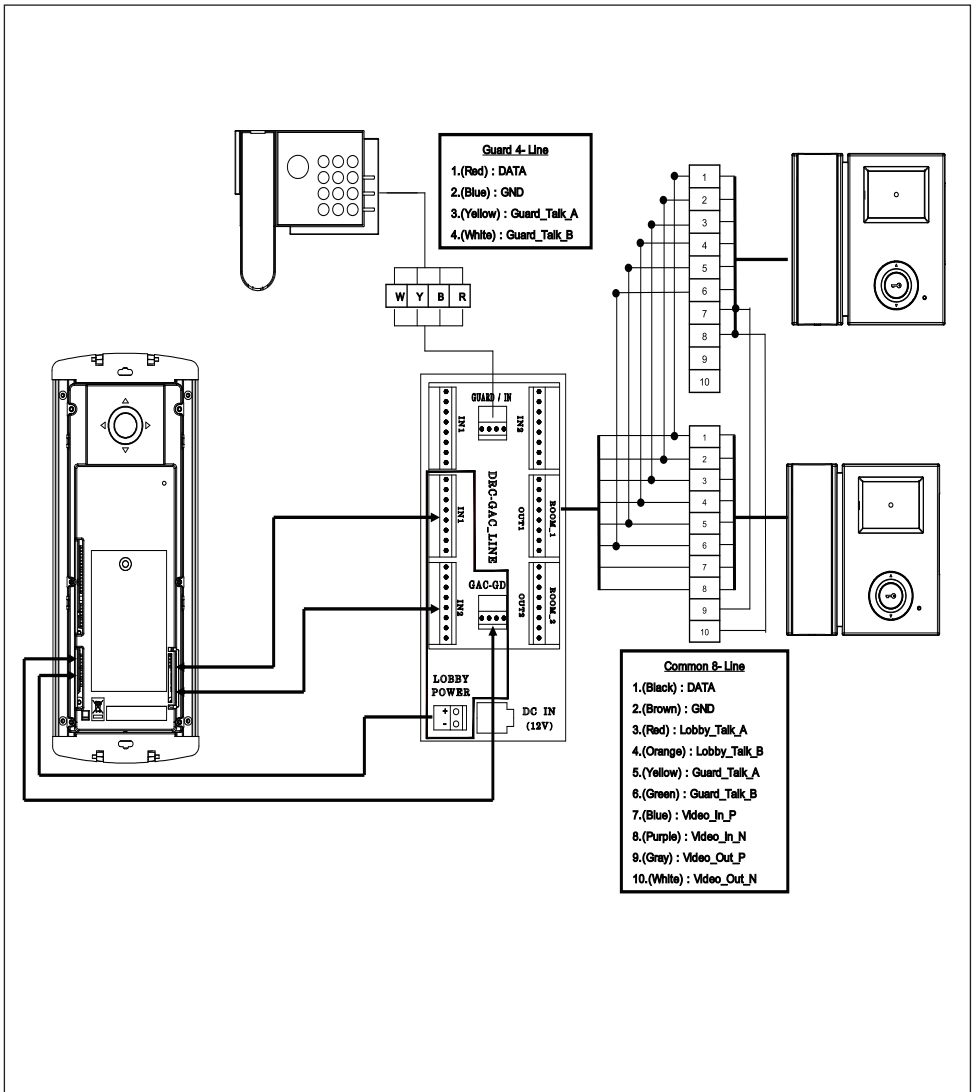 Guard 4- Line
1.(Red) : DATA
2.(Blue) : GND
3.(Yellow) : Guard_Talk_A
4.(White) : Guard_Talk_B
1
2
3
4
5
6
7
8
9
10
W Y B R
GUARD / IN
IN1
IN2
DRC-GAC_LINE
IN1
ROOM_1
OUT1
GAC-GD
IN2
ROOM_2
OUT2
LOBBY
POWER
+
-
DC IN
(12V)
1
2
3
4
5
6
7
8
9
10
Common 8- Line
1.(Black) : DATA
2.(Brown) : GND
3.(Red) : Lobby_Talk_A
4.(Orange) : Lobby_Talk_B
5.(Yellow) : Guard_Talk_A
6.(Green) : Guard_Talk_B
7.(Blue) : Video_In_P
8.(Purple) : Video_In_N
9.(Gray) : Video_Out_P
10.(White) : Video_Out_N